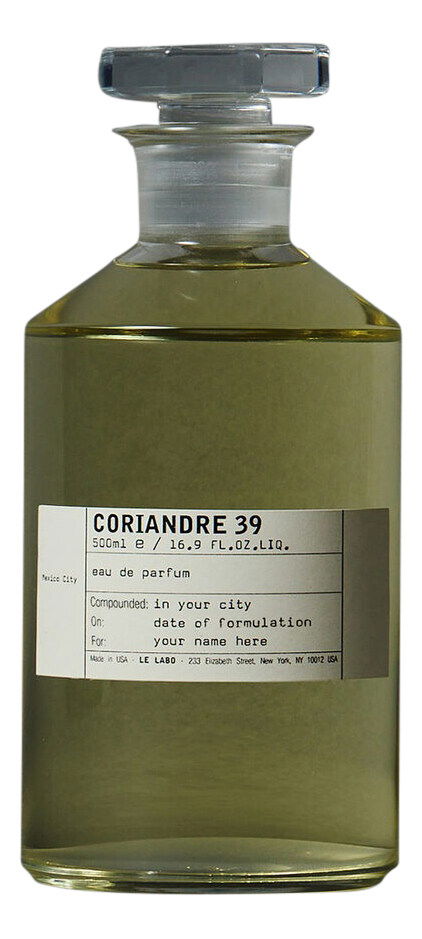 CORIANDRE 39
500ml e / 16.9 FL.OZ.LIQ.
Mexico City
eau de parfum
Compounded: in your city
On: date of formulation
For: your name here
Made in USA - LE LABO - 233 Elizabeth Street, New York, NY 10012 USA